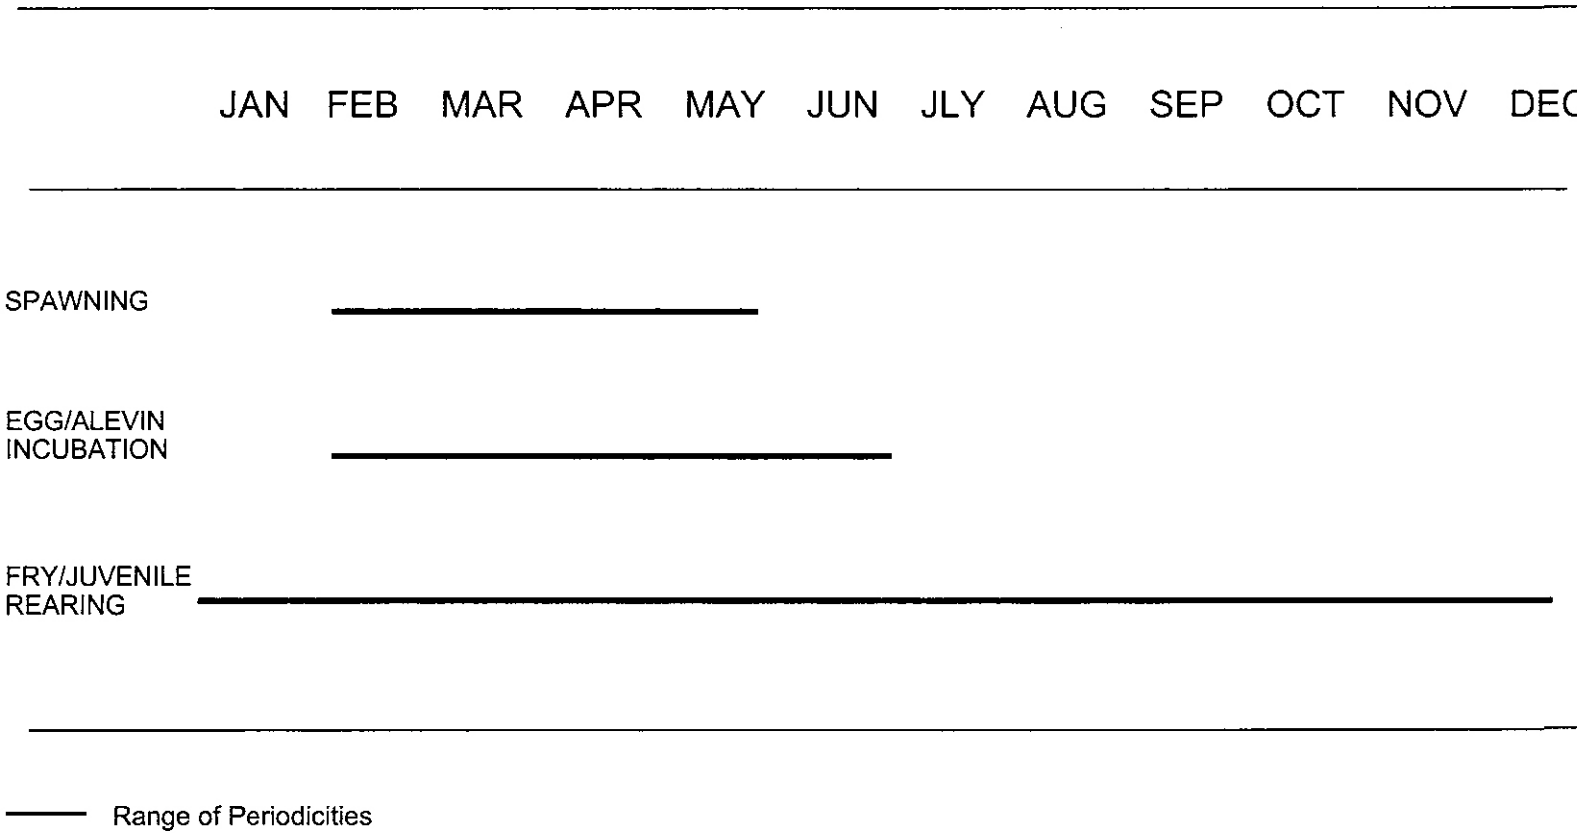 JAN FEB MAR APR MAY JUN JLY AUG SEP OCT NOV DEC
SPAWNING
EGG/ALEVIN
INCUBATION
FRY/JUVENILE
REARING
Range of Periodicities